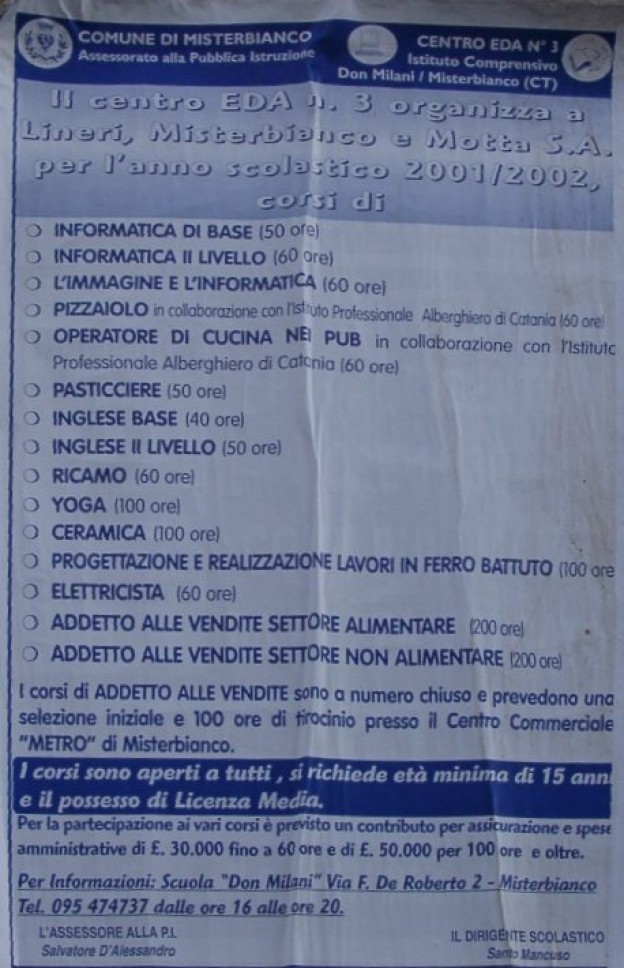 COMUNE DI MISTERBIANCO
Assessorato alla Pubblica Istruzione
CENTRO EDA N° 3
Istituto Comprensivo
Don Milani / Misterbianco (CT)
Il centro EDA n. 3 organizza a
Lineri, Misterbianco e Motta S.A.
per l'anno scolastico 2001/2002,
corsi di
❍ INFORMATICA DI BASE (50 ore)
❍ INFORMATICA II LIVELLO (60 ore)
❍ L'IMMAGINE E L'INFORMATICA (60 ore)
❍ PIZZAIOLO in collaborazione con l'Istituto Professionale Alberghiero di Catania (60 ore)
❍ OPERATORE DI CUCINA NEI PUB in collaborazione con l'Istituto
Professionale Alberghiero di Catania (60 ore)
❍ PASTICCIERE (50 ore)
❍ INGLESE BASE (40 ore)
❍ INGLESE II LIVELLO (50 ore)
❍ RICAMO (60 ore)
❍ YOGA (100 ore)
❍ CERAMICA (100 ore)
❍ PROGETTAZIONE E REALIZZAZIONE LAVORI IN FERRO BATTUTO (100 ore
❍ ELETTRICISTA (60 ore)
❍ ADDETTO ALLE VENDITE SETTORE ALIMENTARE (200 ore)
❍ ADDETTO ALLE VENDITE SETTORE NON ALIMENTARE (200 ore)
I corsi di ADDETTO ALLE VENDITE sono a numero chiuso e prevedono una
selezione iniziale e 100 ore di tirocinio presso il Centro Commerciale
"METRO" di Misterbianco.
I corsi sono aperti a tutti , si richiede età minima di 15 anni
e il possesso di Licenza Media.
Per la partecipazione ai vari corsi è previsto un contributo per assicurazione e spese
amministrative di £. 30.000 fino a 60 ore e di £. 50.000 per 100 ore e oltre.
Per Informazioni: Scuola "Don Milani" Via F. De Roberto 2 - Misterbianco
Tel. 095 474737 dalle ore 16 alle ore 20.
L'ASSESSORE ALLA P.I.
Salvatore D'Alessandro
IL DIRIGENTE SCOLASTICO
Santo Mancuso